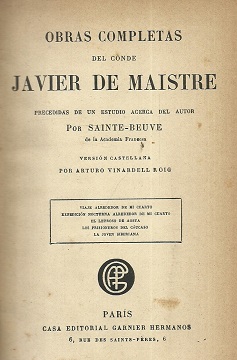 OBRAS COMPLETAS
DEL CONDE
JAVIER DE MAISTRE
PRECEDIDAS DE UN ESTUDIO ACERCA DEL AUTOR
POR SAINTE-BEUVE
de la Academia Francesa
VERSIÓN CASTELLANA
POR ARTURO VINARDELL ROIG
VIAJE ALREDEDOR DE MI CUARTO
EXPEDICIÓN NOCTURNA ALREDEDOR DE MI CUARTO
EL LEPROSO DE AOSTA
LOS PRISIONEROS DEL CÁUCASO
LA JOVEN SIBERIANA
PARÍS
CASA EDITORIAL GARNIER HERMANOS
6, RUE DES SAINTS-PÈRES, 6